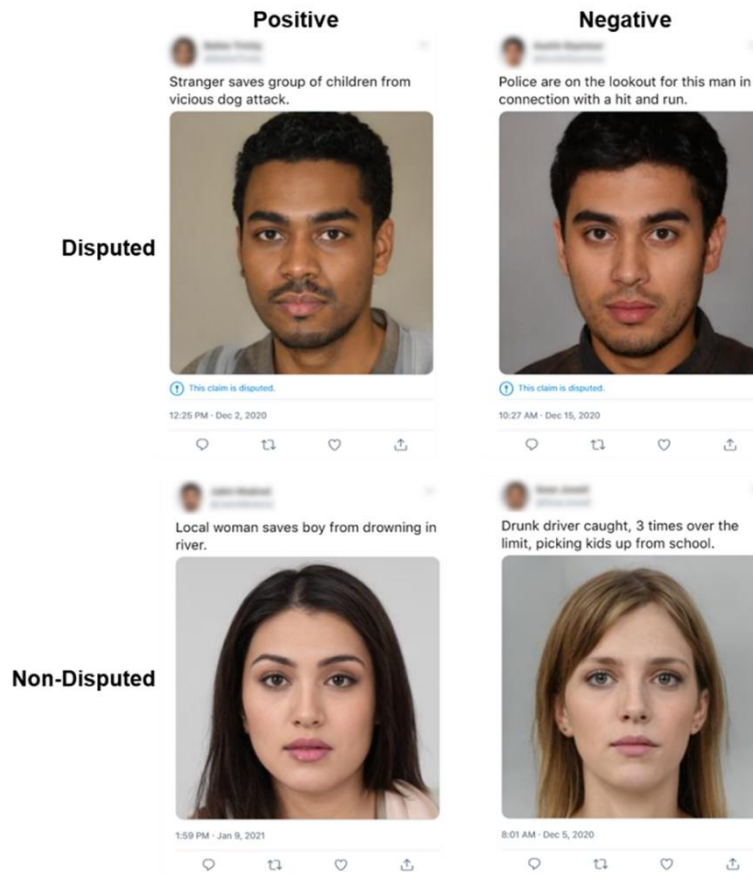 Positive
Negative
Stranger saves group of children from
vicious dog attack.
Police are on the lookout for this man in
connection with a hit and run.
Disputed
This claim is disputed.
This claim is disputed.
12:25 PM · Dec 2, 2020
10:27 AM · Dec 15, 2020
Local woman saves boy from drowning in
river.
Drunk driver caught, 3 times over the
limit, picking kids up from school.
Non-Disputed
1:59 PM · Jan 9, 2021
8:01 AM · Dec 5, 2020